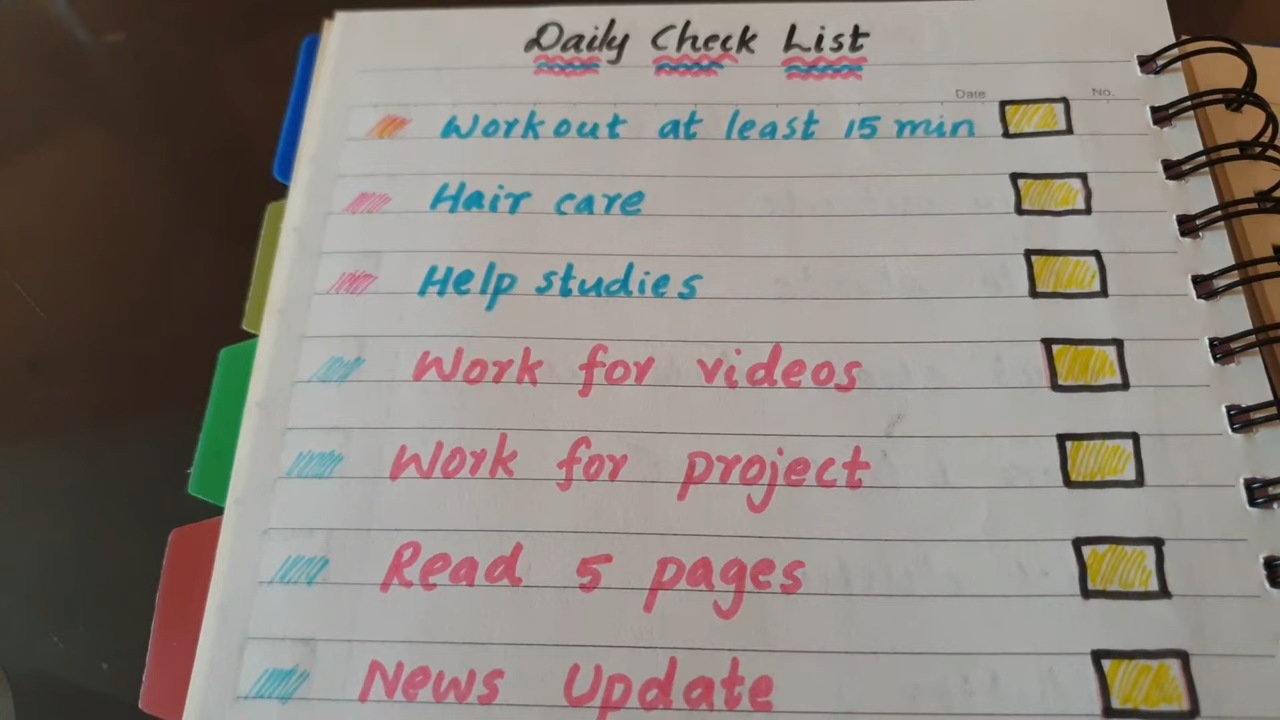 Daily Check List
Date No.
Workout at least 15 min
Hair care
Help studies
Work for videos
Work for project
Read 5 pages
News Update